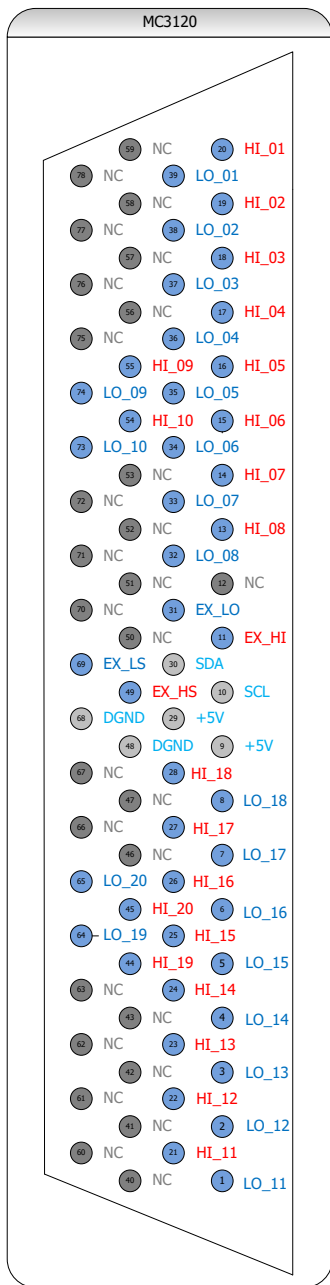 MC3120
59 NC 20 HI_01
78 NC 39 LO_01
58 NC 19 HI_02
77 NC 38 LO_02
57 NC 18 HI_03
76 NC 37 LO_03
56 NC 17 HI_04
75 NC 36 LO_04
55 HI_09 16 HI_05
74 LO_09 35 LO_05
54 HI_10 15 HI_06
73 LO_10 34 LO_06
53 NC 14 HI_07
72 NC 33 LO_07
52 NC 13 HI_08
71 NC 32 LO_08
51 NC 12 NC
70 NC 31 EX_LO
50 NC 11 EX_HI
69 EX_LS 30 SDA
49 EX_HS 10 SCL
68 DGND 29 +5V
48 DGND 9 +5V
67 NC 28 HI_18
47 NC 8 LO_18
66 NC 27 HI_17
46 NC 7 LO_17
65 LO_20 26 HI_16
45 HI_20 6 LO_16
64 LO_19 25 HI_15
44 HI_19 5 LO_15
63 NC 24 HI_14
43 NC 4 LO_14
62 NC 23 HI_13
42 NC 3 LO_13
61 NC 22 HI_12
41 NC 2 LO_12
60 NC 21 HI_11
40 NC 1 LO_11